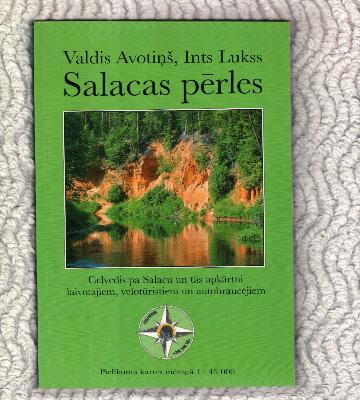 Valdis Avotiņš, Ints Lukss
Salacas pērles
Ceļvedis pa Salacu un tās apkārtni
laivotājiem, velotūristiem un autobraucējiem
Pielikumā kartes mērogā 1 : 45 000